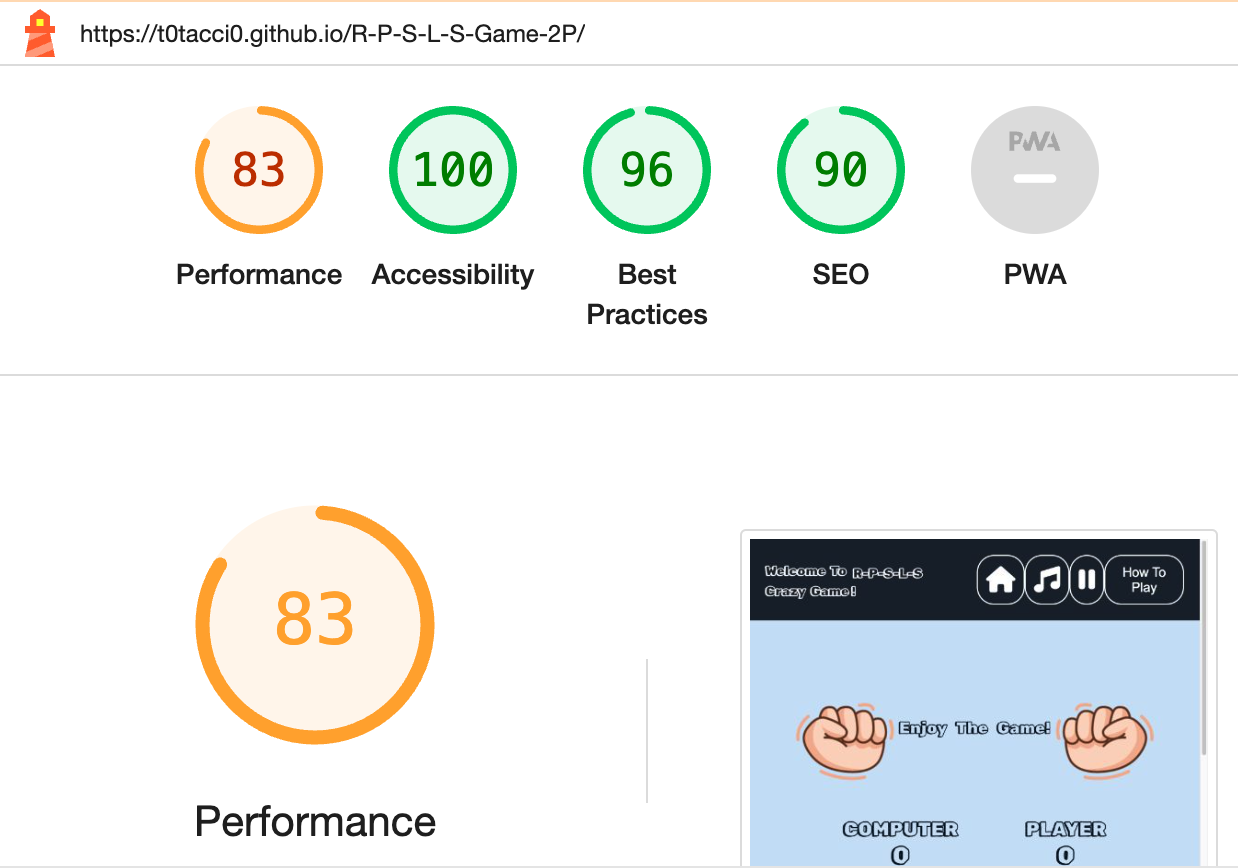 https://t0tacci0.github.io/R-P-S-L-S-Game-2P/
83
100
96
90
PWA
Performance
Accessibility
Best
Practices
SEO
PWA
83
Performance
Welcome To R-P-S-L-S
Crazy Game!
How To
Play
Enjoy The Game!
COMPUTER
PLAYER
0
0